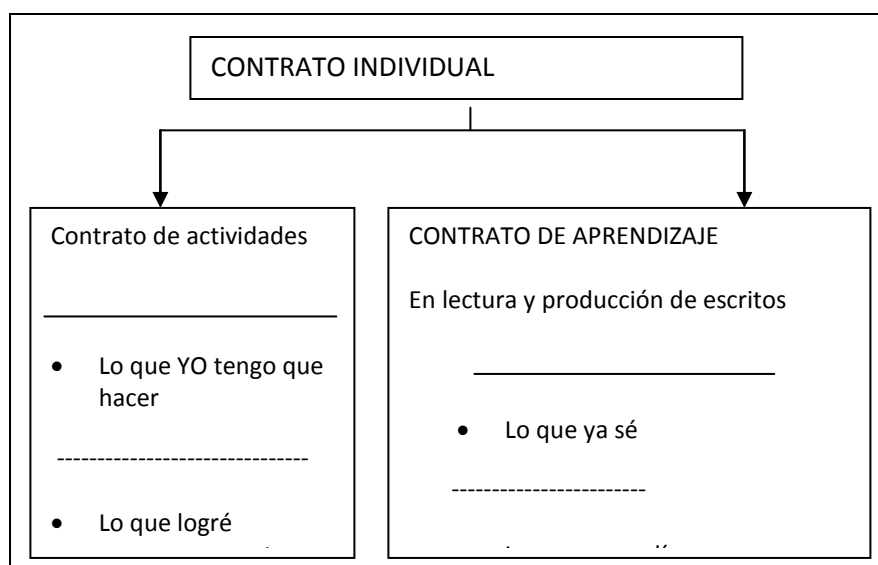 CONTRATO INDIVIDUAL
Contrato de actividades
• Lo que YO tengo que
hacer
-------------------------------
• Lo que logré
CONTRATO DE APRENDIZAJE
En lectura y producción de escritos
• Lo que ya sé
------------------------